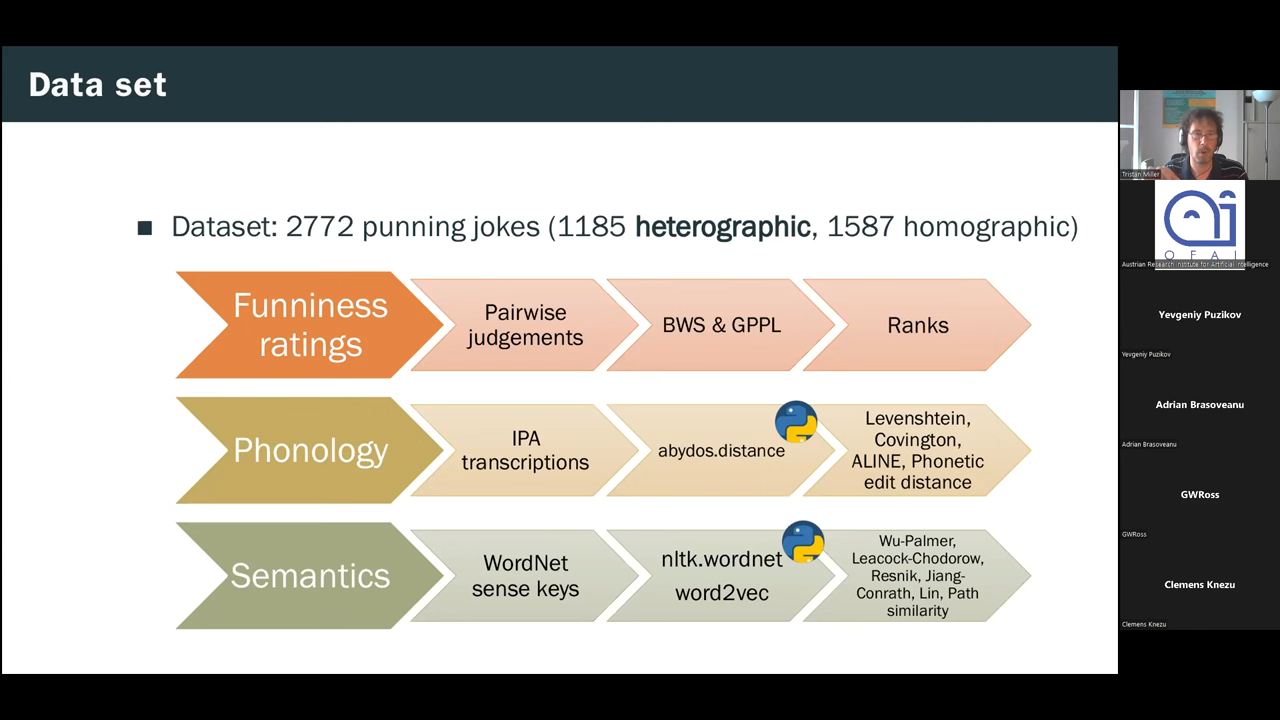 Data set
■ Dataset: 2772 punning jokes (1185 heterographic, 1587 homographic)
Funniness
ratings
Pairwise
judgements
BWS & GPPL
Ranks
Phonology
IPA
transcriptions
abydos.distance
Levenshtein,
Covington,
ALINE, Phonetic
edit distance
Semantics
WordNet
sense keys
nltk.wordnet
word2vec
Wu-Palmer,
Leacock-Chodorow,
Resnik, Jiang-
Conrath, Lin, Path
similarity
Tristan Miller
OFAI
Austrian Research Institute for Artificial Intelligence
Yevgeniy Puzikov
Yevgeniy Puzikov
Adrian Brasoveanu
Adrian Brasoveanu
GWRoss
GWRoss
Clemens Knezu
Clemens Knezu